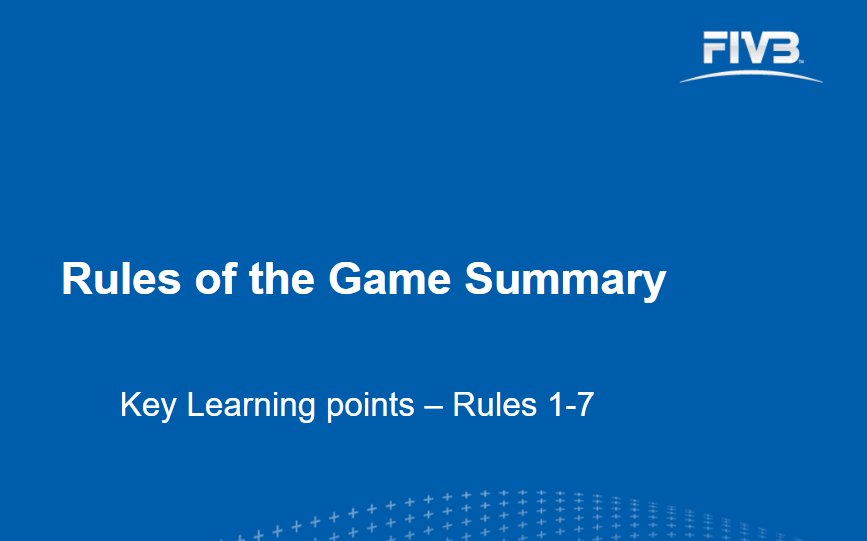 FIVB
Rules of the Game Summary
Key Learning points – Rules 1-7